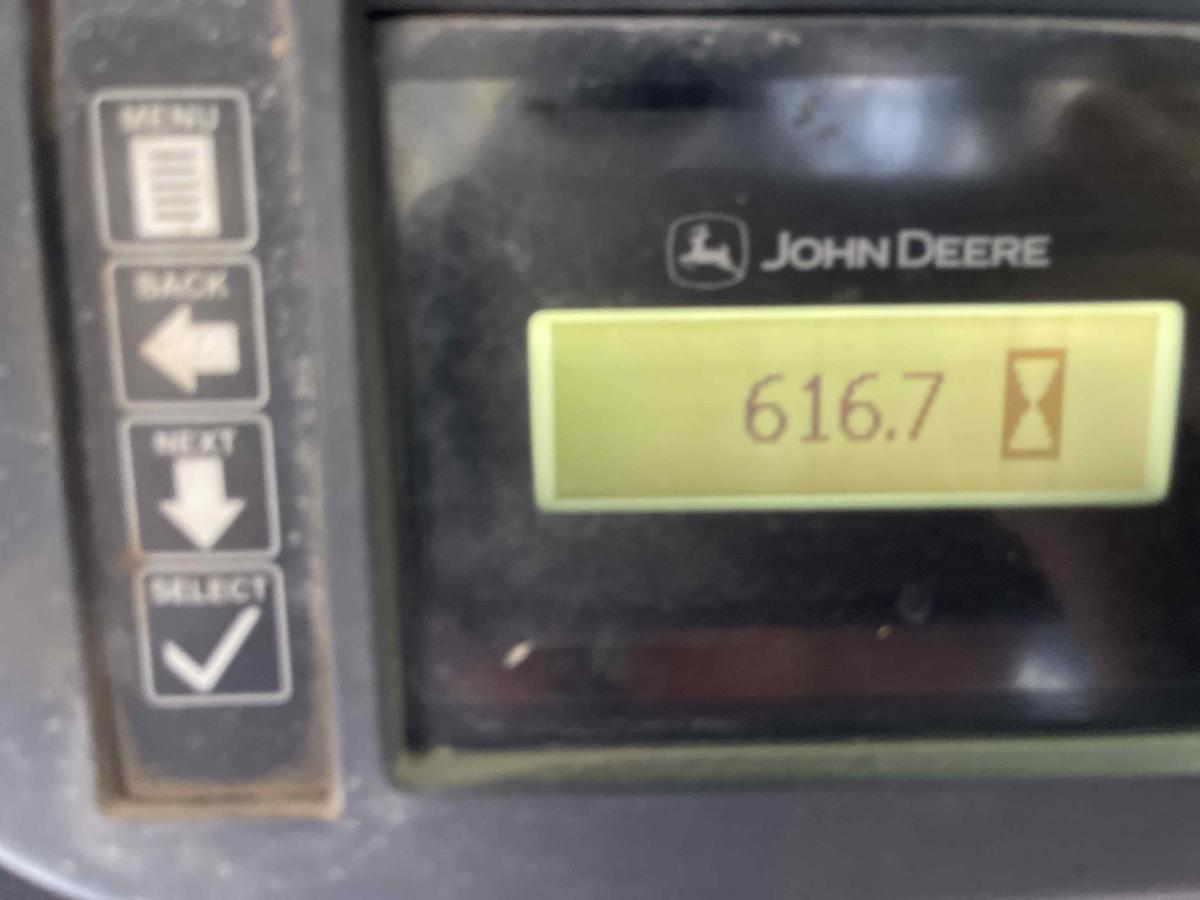 MENU
BACK
NEXT
SELECT
JOHN DEERE
616.7